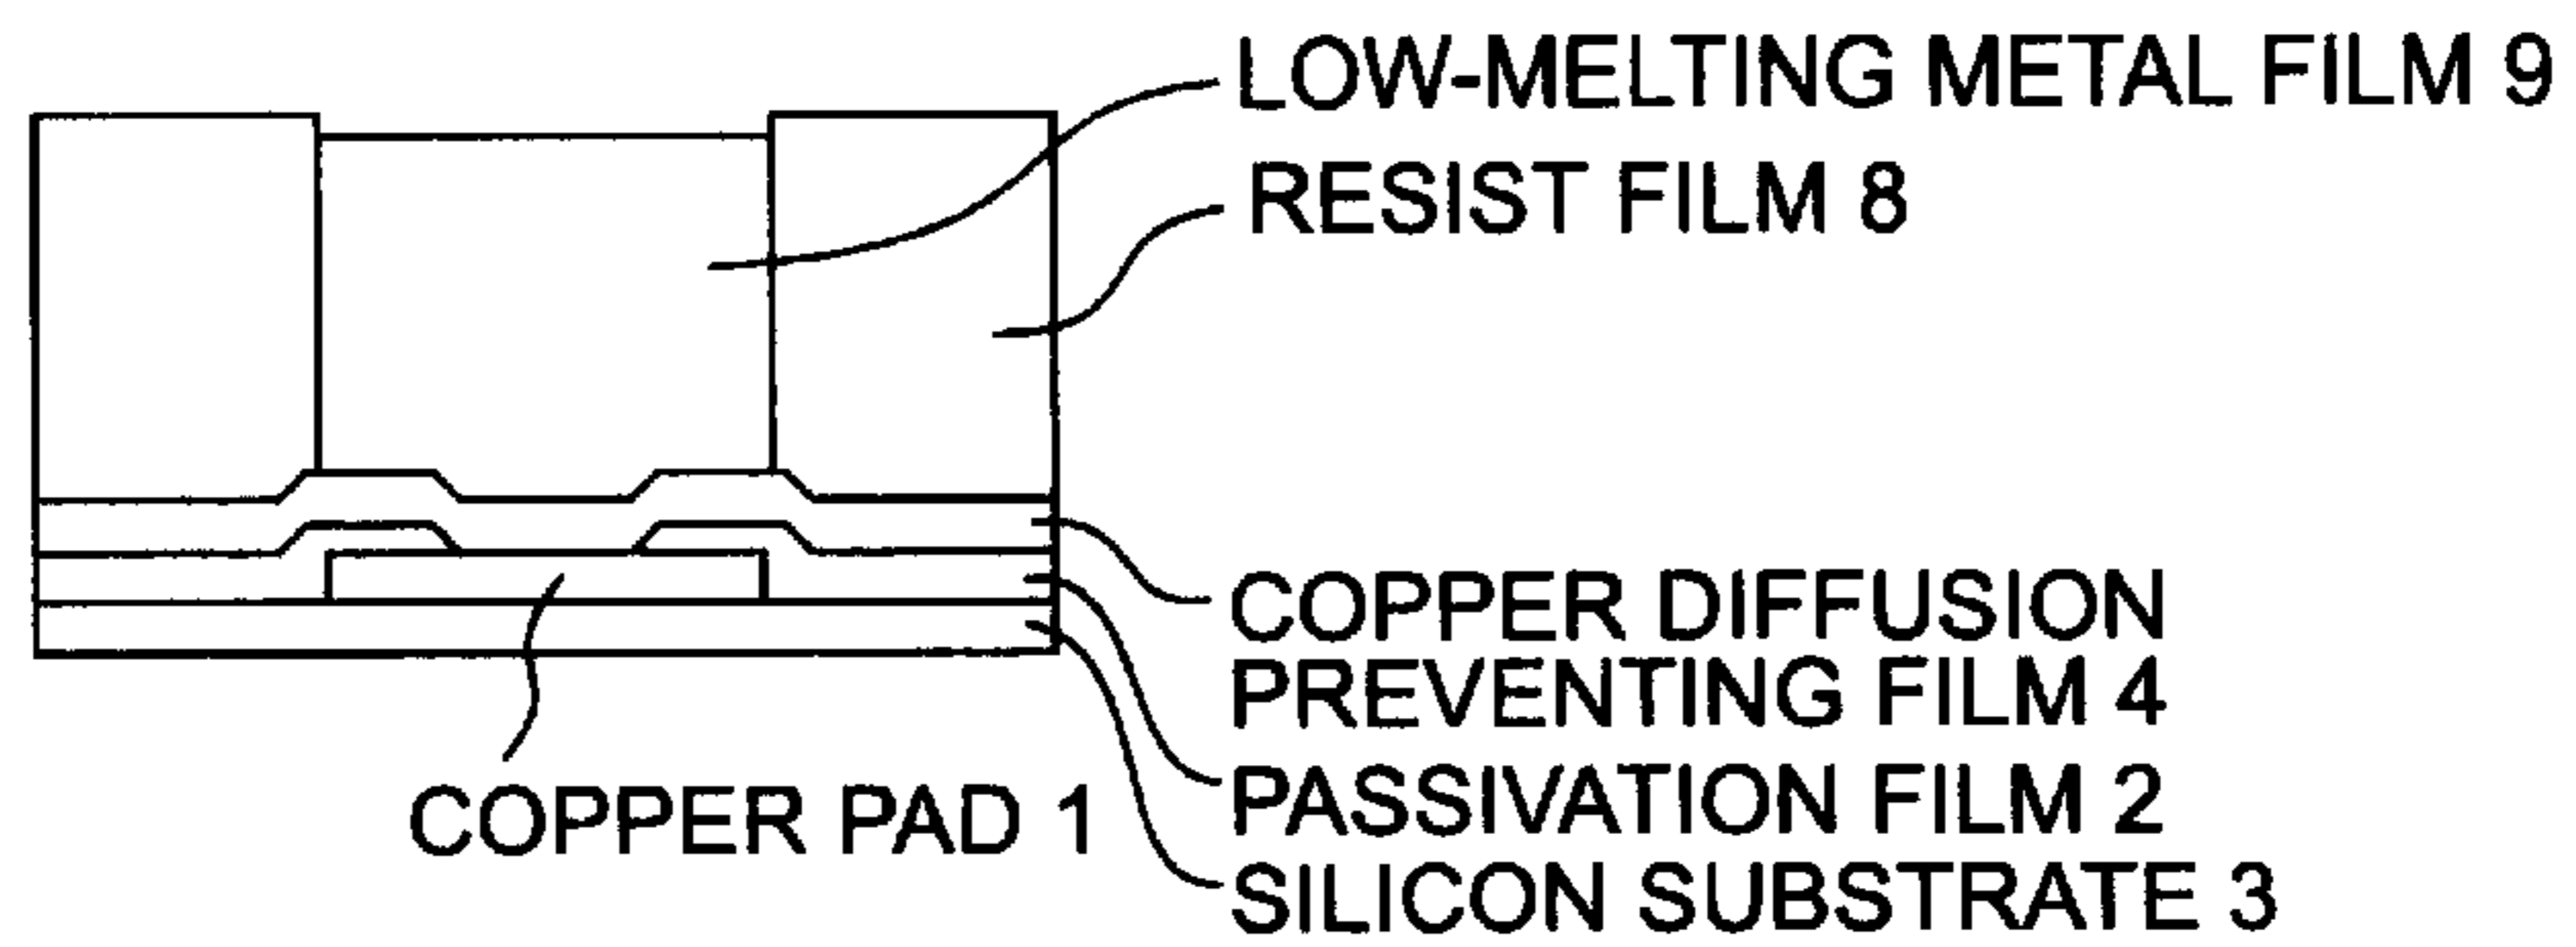 LOW-MELTING METAL FILM 9
RESIST FILM 8
COPPER DIFFUSION
PREVENTING FILM 4
PASSIVATION FILM 2
COPPER PAD 1
SILICON SUBSTRATE 3